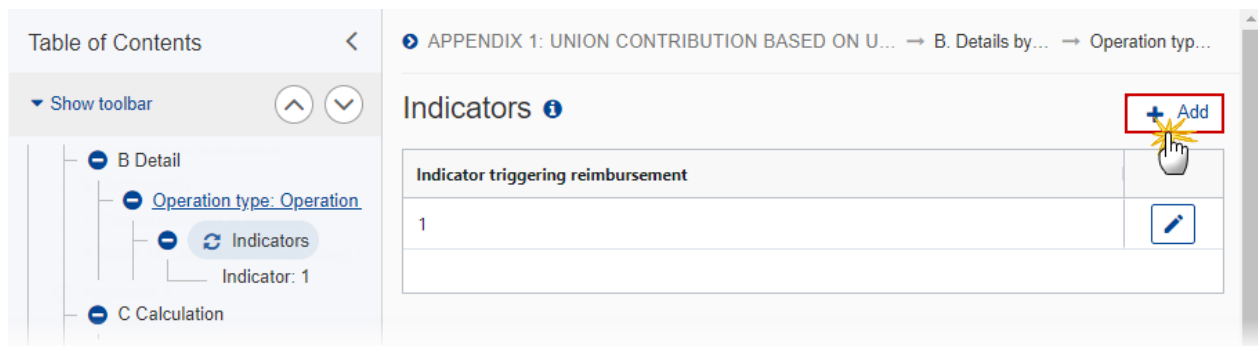 Table of Contents
Show toolbar
B Detail
Operation type: Operation
Indicators
Indicator: 1
C Calculation
APPENDIX 1: UNION CONTRIBUTION BASED ON U... → B. Details by... → Operation typ...
Indicators
+ Add
Indicator triggering reimbursement
1